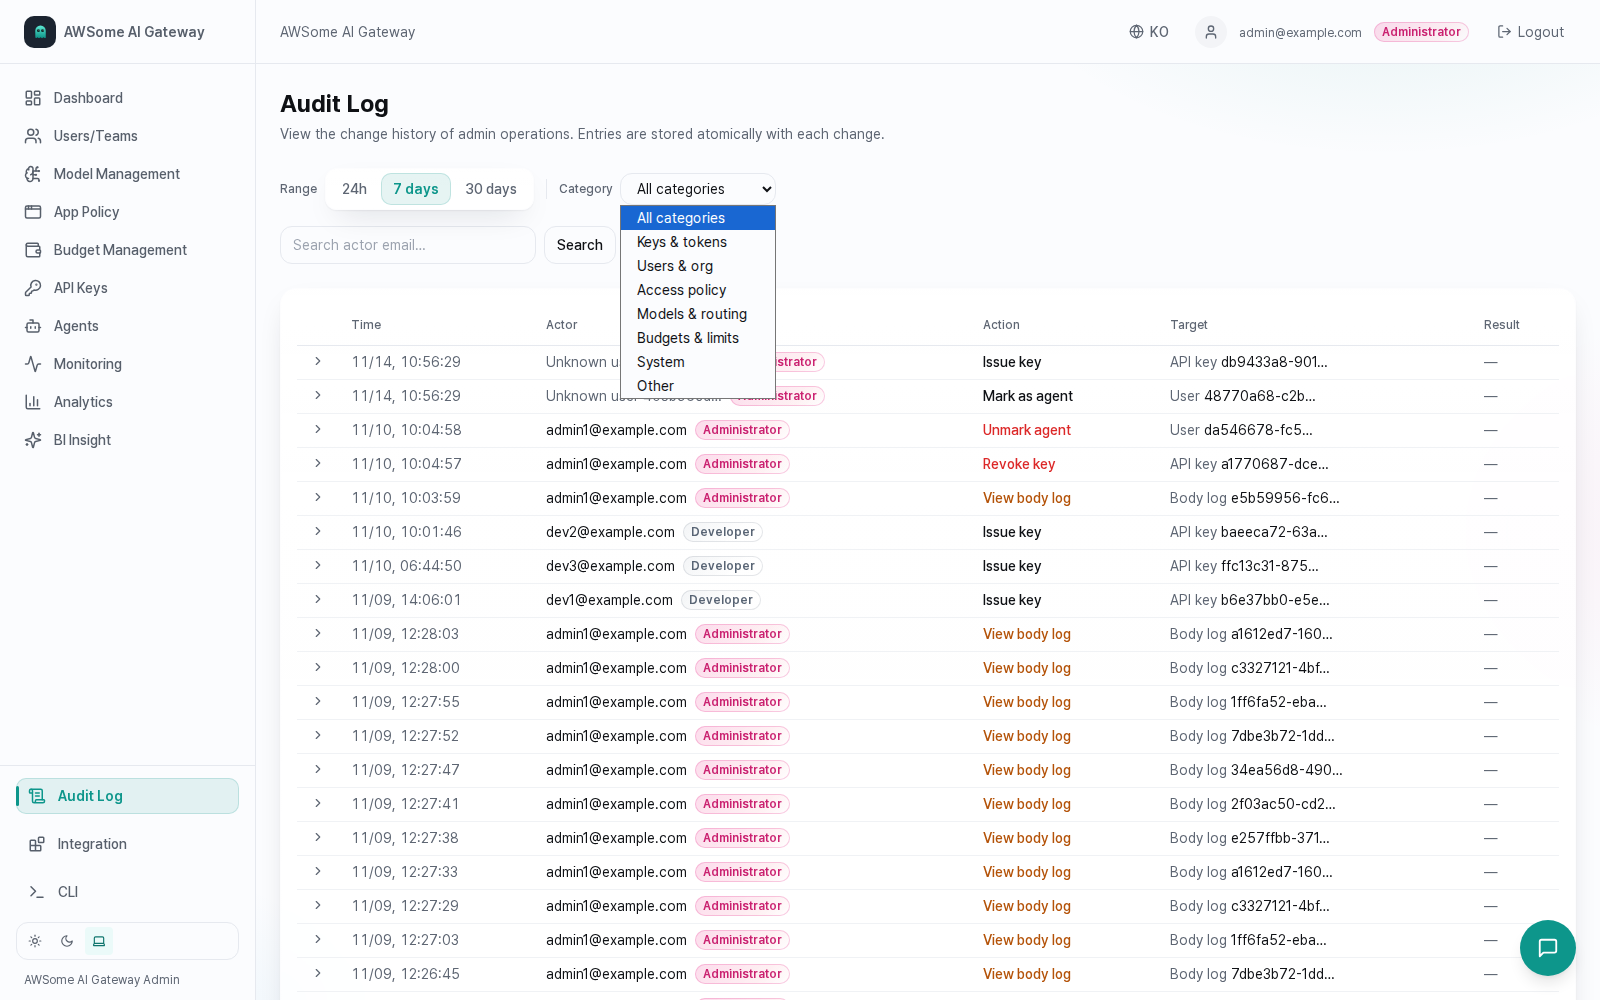 AWSome AI Gateway
AWSome AI Gateway
KO
admin@example.com
Administrator
Logout
Dashboard
Users/Teams
Model Management
App Policy
Budget Management
API Keys
Agents
Monitoring
Analytics
BI Insight
Audit Log
Integration
CLI
AWSome AI Gateway Admin
Audit Log
View the change history of admin operations. Entries are stored atomically with each change.
Range 24h 7 days 30 days Category All categories
All categories
Keys & tokens
Users & org
Access policy
Models & routing
Budgets & limits
System
Other
Search actor email... Search
Time Actor Action Target Result
11/14, 10:56:29 Unknown Issue key API key db9433a8-901... —
11/14, 10:56:29 Unknown Mark as agent User 48770a68-c2b... —
11/10, 10:04:58 admin1@example.com Administrator Unmark agent User da546678-fc5... —
11/10, 10:04:57 admin1@example.com Administrator Revoke key API key a1770687-dce... —
11/10, 10:03:59 admin1@example.com Administrator View body log Body log e5b59956-fc6... —
11/10, 10:01:46 dev2@example.com Developer Issue key API key baeeca72-63a... —
11/10, 06:44:50 dev3@example.com Developer Issue key API key ffc13c31-875... —
11/09, 14:06:01 dev1@example.com Developer Issue key API key b6e37bb0-e5e... —
11/09, 12:28:03 admin1@example.com Administrator View body log Body log a1612ed7-160... —
11/09, 12:28:00 admin1@example.com Administrator View body log Body log c3327121-4bf... —
11/09, 12:27:55 admin1@example.com Administrator View body log Body log 1ff6fa52-eba... —
11/09, 12:27:52 admin1@example.com Administrator View body log Body log 7dbe3b72-1dd... —
11/09, 12:27:47 admin1@example.com Administrator View body log Body log 34ea56d8-490... —
11/09, 12:27:41 admin1@example.com Administrator View body log Body log 2f03ac50-cd2... —
11/09, 12:27:38 admin1@example.com Administrator View body log Body log e257ffbb-371... —
11/09, 12:27:33 admin1@example.com Administrator View body log Body log a1612ed7-160... —
11/09, 12:27:29 admin1@example.com Administrator View body log Body log c3327121-4bf... —
11/09, 12:27:03 admin1@example.com Administrator View body log Body log 1ff6fa52-eba... —
11/09, 12:26:45 admin1@example.com Administrator View body log Body log 7dbe3b72-1dd... —